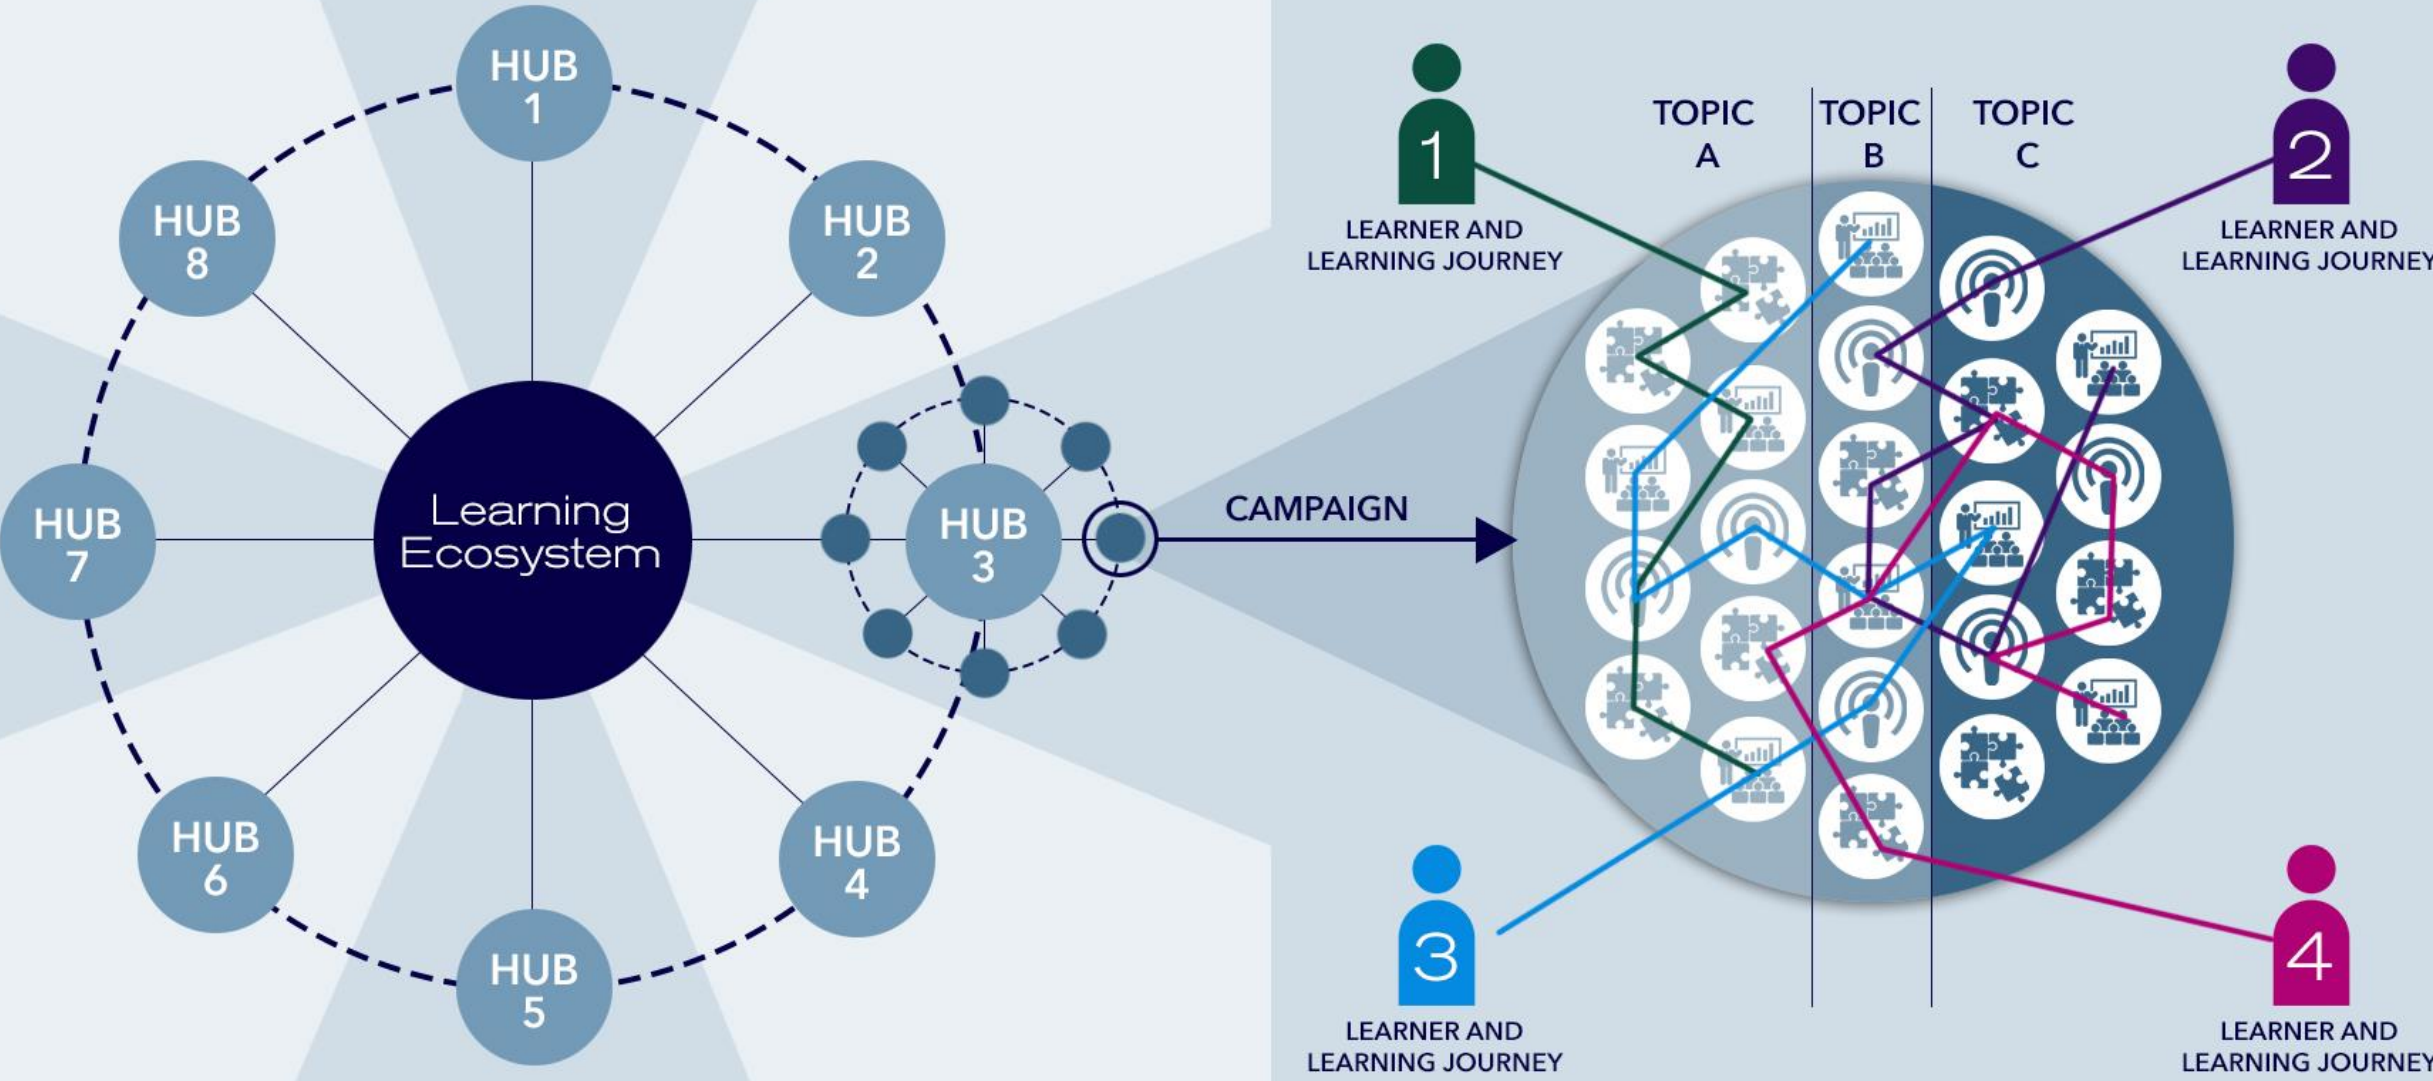 HUB
1
HUB
2
HUB
3
HUB
4
HUB
5
HUB
6
HUB
7
HUB
8
Learning
Ecosystem
CAMPAIGN
1
LEARNER AND
LEARNING JOURNEY
TOPIC
A
TOPIC
B
TOPIC
C
2
LEARNER AND
LEARNING JOURNEY
3
LEARNER AND
LEARNING JOURNEY
4
LEARNER AND
LEARNING JOURNEY